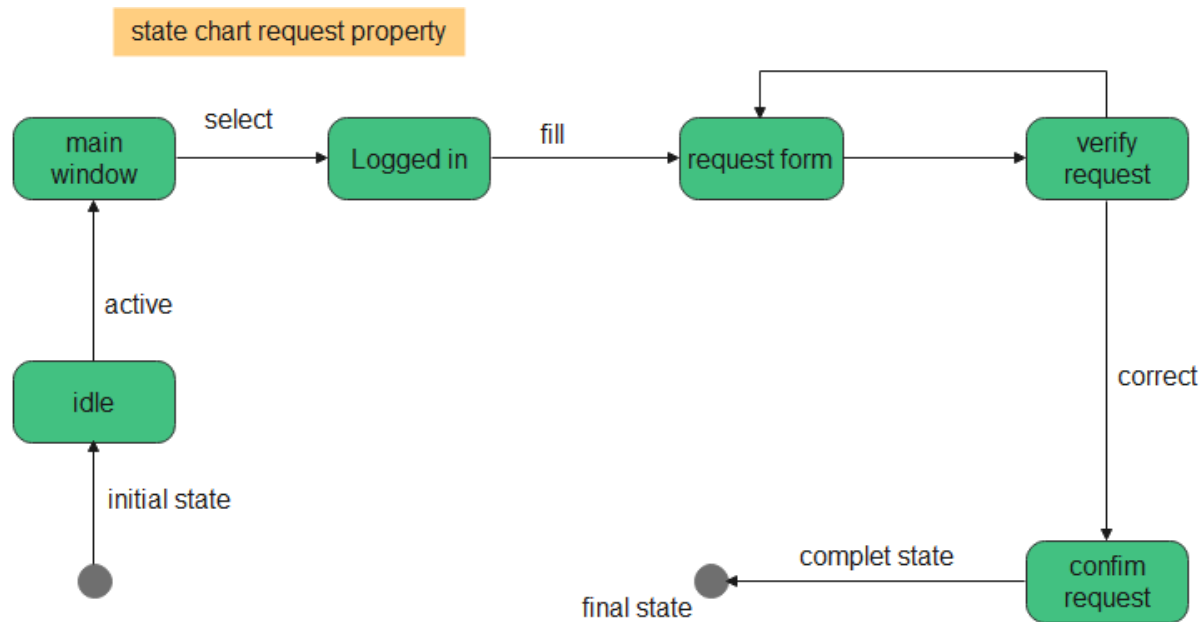 state chart request property
select
fill
main
window
Logged in
request form
verify
request
active
correct
idle
initial state
complet state
final state
confim
request